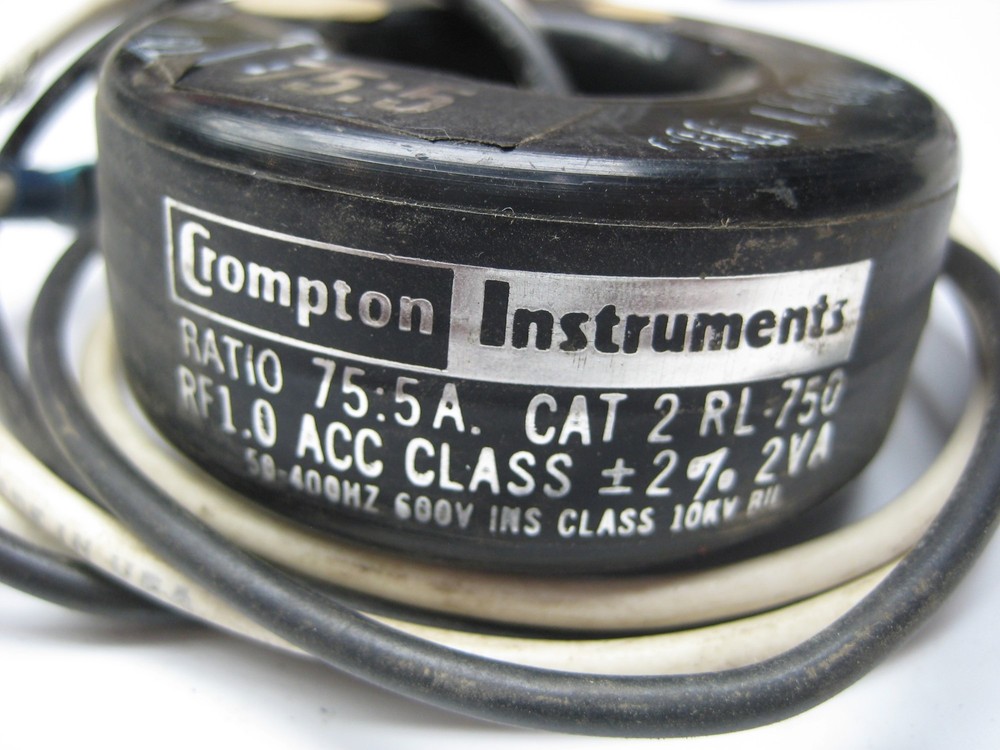 75:5
Crompton Instruments
RATIO 75:5A. CAT 2 RL-750
RF1.0 ACC CLASS ±2% 2VA
50-400HZ 600V INS CLASS 10KV BIL